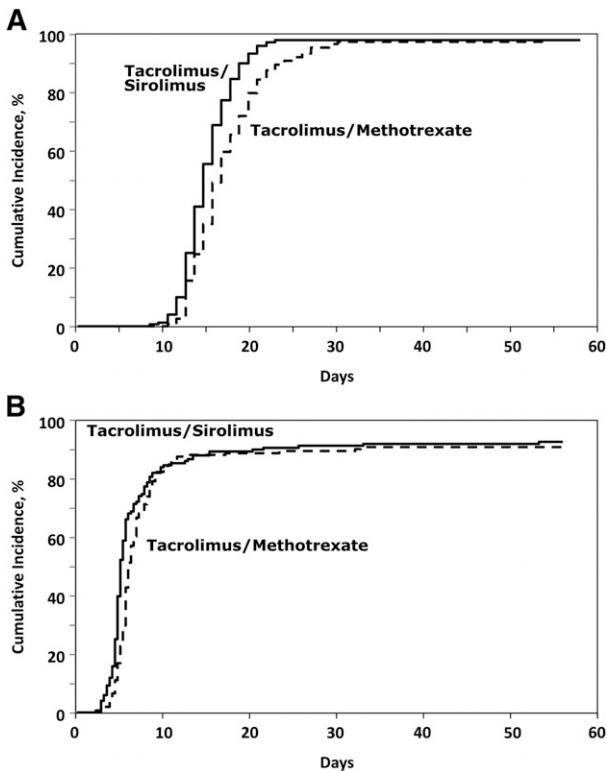 A
100
80
60
40
20
0
Cumulative Incidence, %
Tacrolimus/
Sirolimus
Tacrolimus/Methotrexate
0 10 20 30 40 50 60
Days
B
100
80
60
40
20
0
Cumulative Incidence, %
Tacrolimus/Sirolimus
Tacrolimus/Methotrexate
0 10 20 30 40 50 60
Days